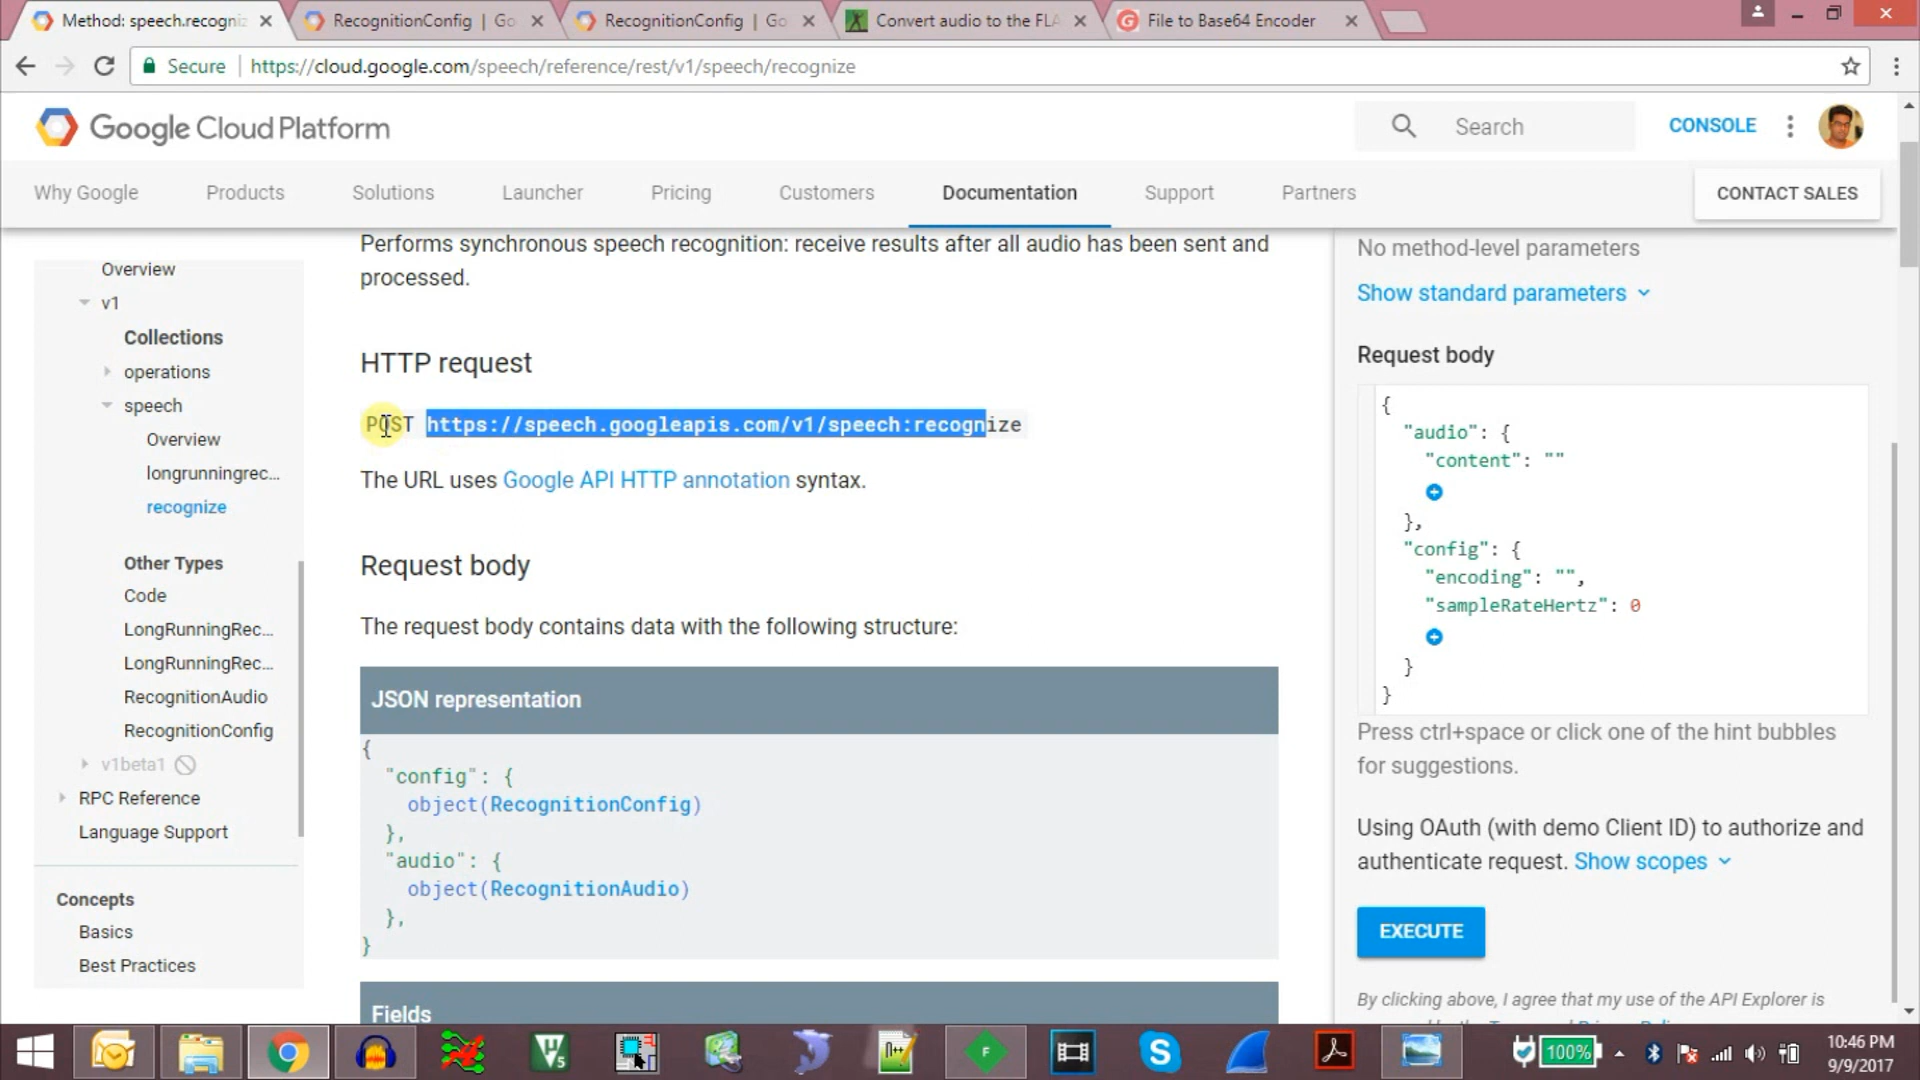 Method: speech.recogniz
RecognitionConfig | Go
RecognitionConfig | Go
Convert audio to the FLA
File to Base64 Encoder
Secure
https://cloud.google.com/speech/reference/rest/v1/speech/recognize
Google Cloud Platform
Search
CONSOLE
Why Google
Products
Solutions
Launcher
Pricing
Customers
Documentation
Support
Partners
CONTACT SALES
Overview
v1
Collections
operations
speech
Overview
longrunningrec...
recognize
Other Types
Code
LongRunningRec...
LongRunningRec...
RecognitionAudio
RecognitionConfig
v1beta1
RPC Reference
Language Support
Concepts
Basics
Best Practices
Performs synchronous speech recognition: receive results after all audio has been sent and
processed.
HTTP request
POST https://speech.googleapis.com/v1/speech:recognize
The URL uses Google API HTTP annotation syntax.
Request body
The request body contains data with the following structure:
JSON representation
{
"config": {
object(RecognitionConfig)
},
"audio": {
object(RecognitionAudio)
},
}
Fields
No method-level parameters
Show standard parameters
Request body
{
"audio": {
"content": ""
},
"config": {
"encoding": "",
"sampleRateHertz": 0
}
}
Press ctrl+space or click one of the hint bubbles
for suggestions.
Using OAuth (with demo Client ID) to authorize and
authenticate request. Show scopes
EXECUTE
By clicking above, I agree that my use of the API Explorer is
100%
10:46 PM
9/9/2017